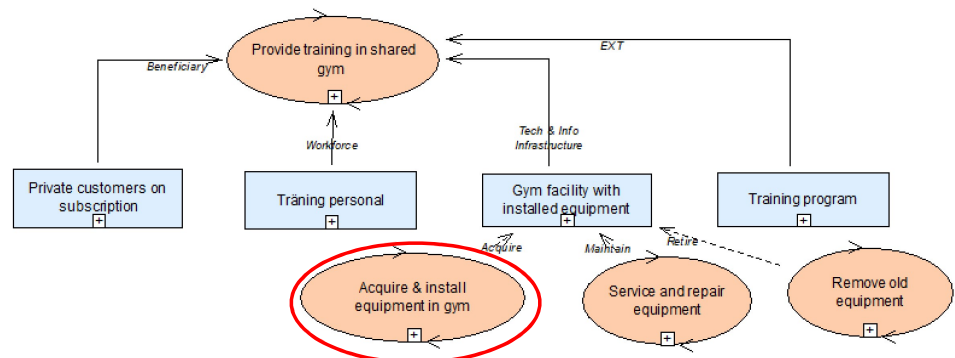 Provide training in shared
gym
EXT
Beneficiary
Workforce
Tech & Info
Infrastructure
Private customers on
subscription
Träning personal
Gym facility with
installed equipment
Training program
Acquire
Maintain
Retire
Acquire & install
equipment in gym
Service and repair
equipment
Remove old
equipment